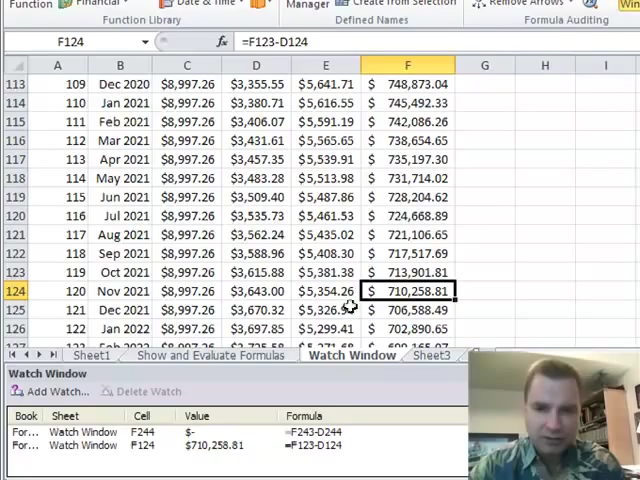 Financial Date & Time Manager Create from Selection Remove Arrows Win
Function Library Defined Names Formula Auditing
F124 fx =F123-D124
A B C D E F G H I
113 109 Dec 2020 $8,997.26 $3,355.55 $5,641.71 $ 748,873.04
114 110 Jan 2021 $8,997.26 $3,380.71 $5,616.55 $ 745,492.33
115 111 Feb 2021 $8,997.26 $3,406.07 $5,591.19 $ 742,086.26
116 112 Mar 2021 $8,997.26 $3,431.61 $5,565.65 $ 738,654.65
117 113 Apr 2021 $8,997.26 $3,457.35 $5,539.91 $ 735,197.30
118 114 May 2021 $8,997.26 $3,483.28 $5,513.98 $ 731,714.02
119 115 Jun 2021 $8,997.26 $3,509.40 $5,487.86 $ 728,204.62
120 116 Jul 2021 $8,997.26 $3,535.73 $5,461.53 $ 724,668.89
121 117 Aug 2021 $8,997.26 $3,562.24 $5,435.02 $ 721,106.65
122 118 Sep 2021 $8,997.26 $3,588.96 $5,408.30 $ 717,517.69
123 119 Oct 2021 $8,997.26 $3,615.88 $5,381.38 $ 713,901.81
124 120 Nov 2021 $8,997.26 $3,643.00 $5,354.26 $ 710,258.81
125 121 Dec 2021 $8,997.26 $3,670.32 $ 706,588.49
126 122 Jan 2022 $8,997.26 $3,697.85 $5,299.41 $ 702,890.65
Sheet1 Show and Evaluate Formulas Watch Window Sheet3
Watch Window
Add Watch... Delete Watch
Book Sheet Cell Value Formula
For... Watch Window F244 $- =F243-D244
For... Watch Window F124 $710,258.81 =F123-D124